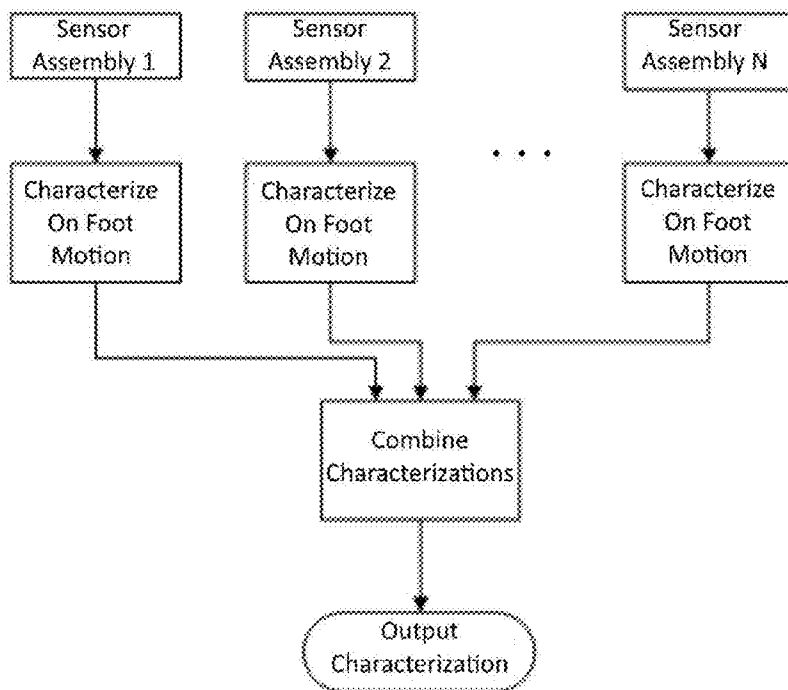 Sensor
Assembly 1
Sensor
Assembly 2
. . .
Sensor
Assembly N
Characterize
On Foot
Motion
Characterize
On Foot
Motion
Characterize
On Foot
Motion
Combine
Characterizations
Output
Characterization